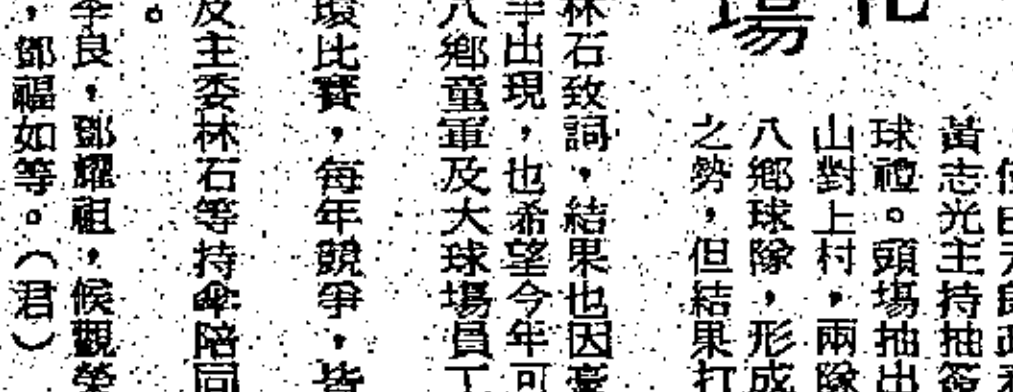 場
黃志光主持抽簽
球禮。頭場抽出
山對上村,兩隊
八鄉球隊,形成
之勢,但結果打
林石致詞,結果也因臺
出現,也希望今年可
八鄉童軍及大球場員工
環比賽,每年競爭,皆
及主委林石等持傘陪同
。
李良,鄧耀祖,候觀榮
,鄧福如等。(君)